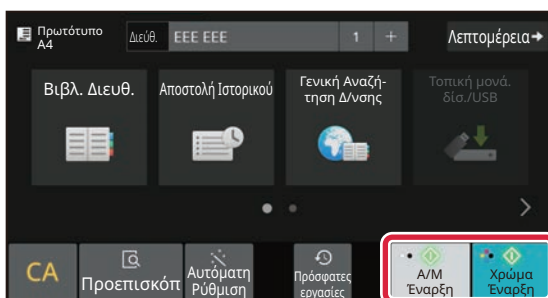 Πρωτότυπο
A4
Διεύθ. EEE EEE 1 +
Λεπτομέρεια
Βιβλ. Διευθ.
Αποστολή Ιστορικού
Γενική Αναζή-
τηση Δ/νσης
Τοπική μονά.
δίσ./USB
CA
Προεπισκόπ
Αυτόματη
Ρύθμιση
Πρόσφατες
εργασίες
Α/Μ
Έναρξη
Χρώμα
Έναρξη